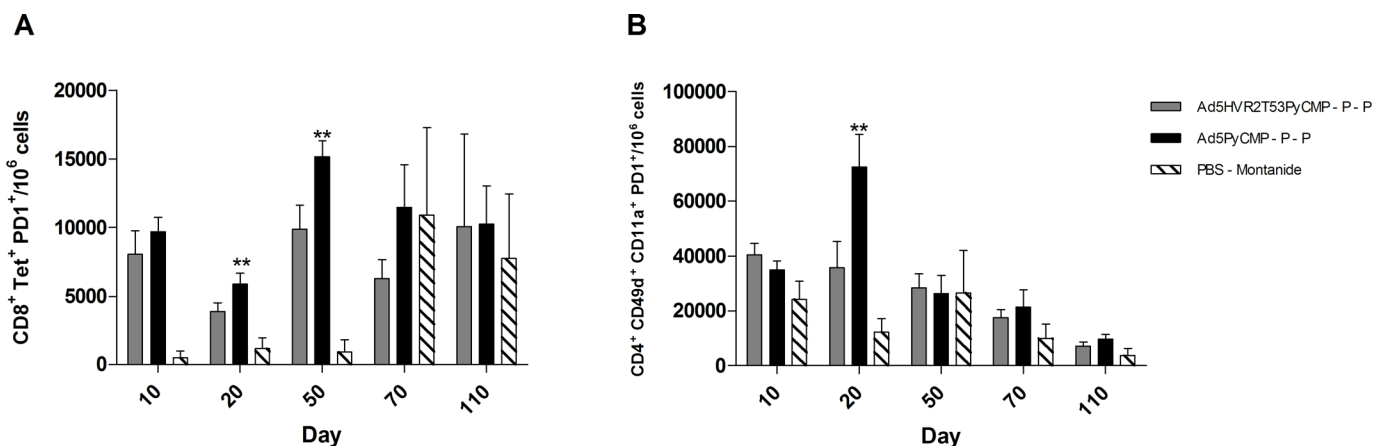 A
CD8+ Tet+ PD1+/10^6 cells
20000
15000
10000
5000
0
**
**
10
20
50
70
110
Day
B
CD4+ CD49d+ CD11a+ PD1+/10^6 cells
100000
80000
60000
40000
20000
0
**
10
20
50
70
110
Day
Ad5HVR2T53PyCMP - P - P
Ad5PyCMP - P - P
PBS - Montanide